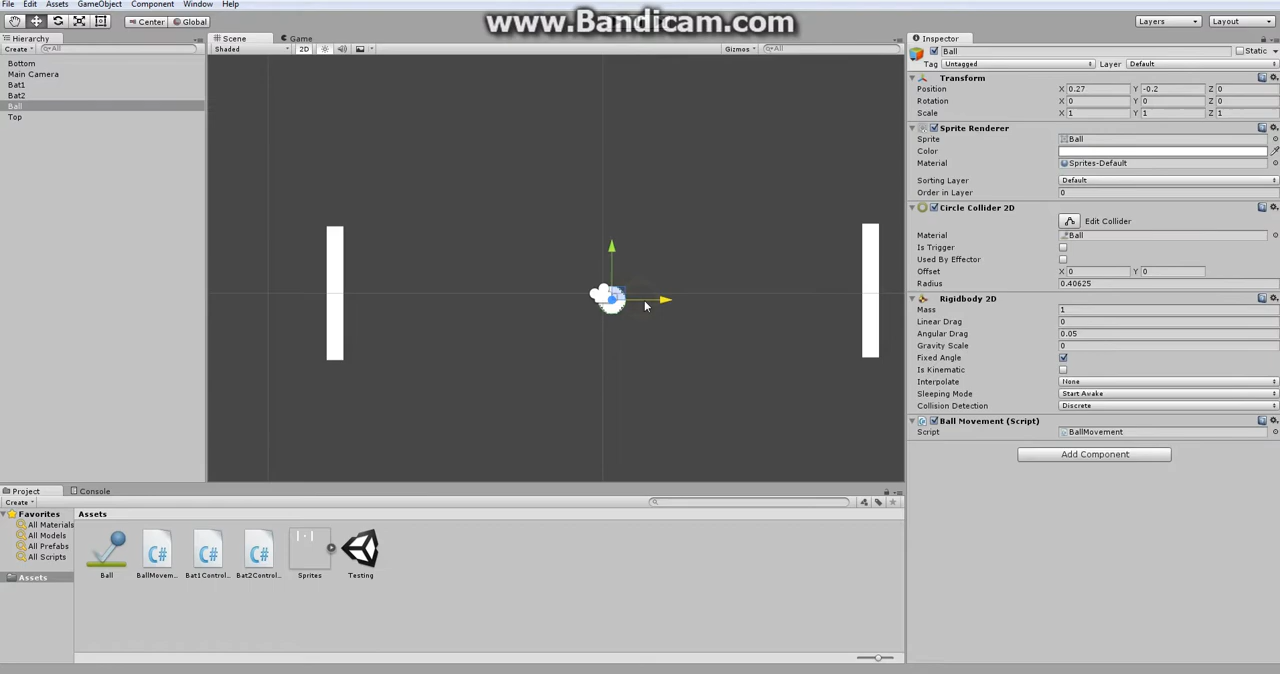 File Edit Assets GameObject Component Window Help
www.Bandicam.com
Center Global Layers Layout
Hierarchy
Create All
Bottom
Main Camera
Bat1
Bat2
Ball
Top
Scene Game
Shaded 2D Gizmos All
Inspector
Ball Static
Tag Untagged Layer Default
Transform
Position X 0.27 Y -0.2 Z 0
Rotation X 0 Y 0 Z 0
Scale X 1 Y 1 Z 1
Sprite Renderer
Sprite Ball
Color
Material Sprites-Default
Sorting Layer Default
Order in Layer 0
Circle Collider 2D
Edit Collider
Material Ball
Is Trigger
Used By Effector
Offset X 0 Y 0
Radius 0.40625
Rigidbody 2D
Mass 1
Linear Drag 0
Angular Drag 0.05
Gravity Scale 0
Fixed Angle
Is Kinematic
Interpolate None
Sleeping Mode Start Awake
Collision Detection Discrete
Ball Movement (Script)
Script BallMovement
Add Component
Project Console
Create
Favorites
All Materials
All Models
All Prefabs
All Scripts
Assets
Assets
Ball BallMovem... Bat1Control... Bat2Control... Sprites Testing
C# C# C#